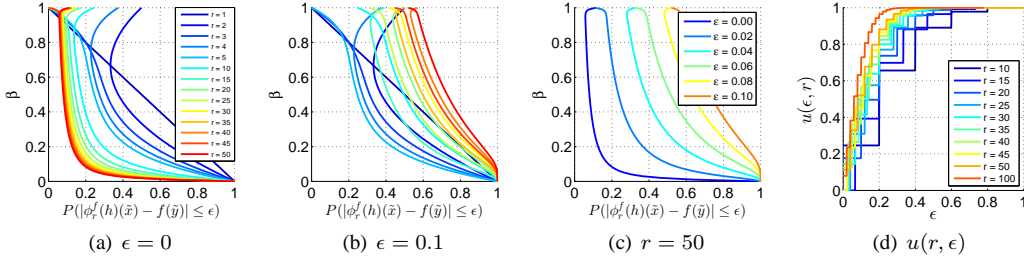 β
1
0.8
0.6
0.4
0.2
0
0 0.2 0.4 0.6 0.8 1
r = 1
r = 2
r = 3
r = 4
r = 5
r = 10
r = 15
r = 20
r = 25
r = 30
r = 35
r = 40
r = 45
r = 50
P(|ϕ_r^f(h)(x̃) − f(ỹ)| ≤ ϵ)
(a) ϵ = 0
β
1
0.8
0.6
0.4
0.2
0
0 0.2 0.4 0.6 0.8 1
P(|ϕ_r^f(h)(x̃) − f(ỹ)| ≤ ϵ)
(b) ϵ = 0.1
β
1
0.8
0.6
0.4
0.2
0
0 0.2 0.4 0.6 0.8 1
ε = 0.00
ε = 0.02
ε = 0.04
ε = 0.06
ε = 0.08
ε = 0.10
P(|ϕ_r^f(h)(x̃) − f(ỹ)| ≤ ϵ)
(c) r = 50
u(ϵ, r)
1
0.8
0.6
0.4
0.2
0
0 0.2 0.4 0.6 0.8 1
r = 10
r = 15
r = 20
r = 25
r = 30
r = 35
r = 40
r = 45
r = 50
r = 100
ϵ
(d) u(r, ϵ)